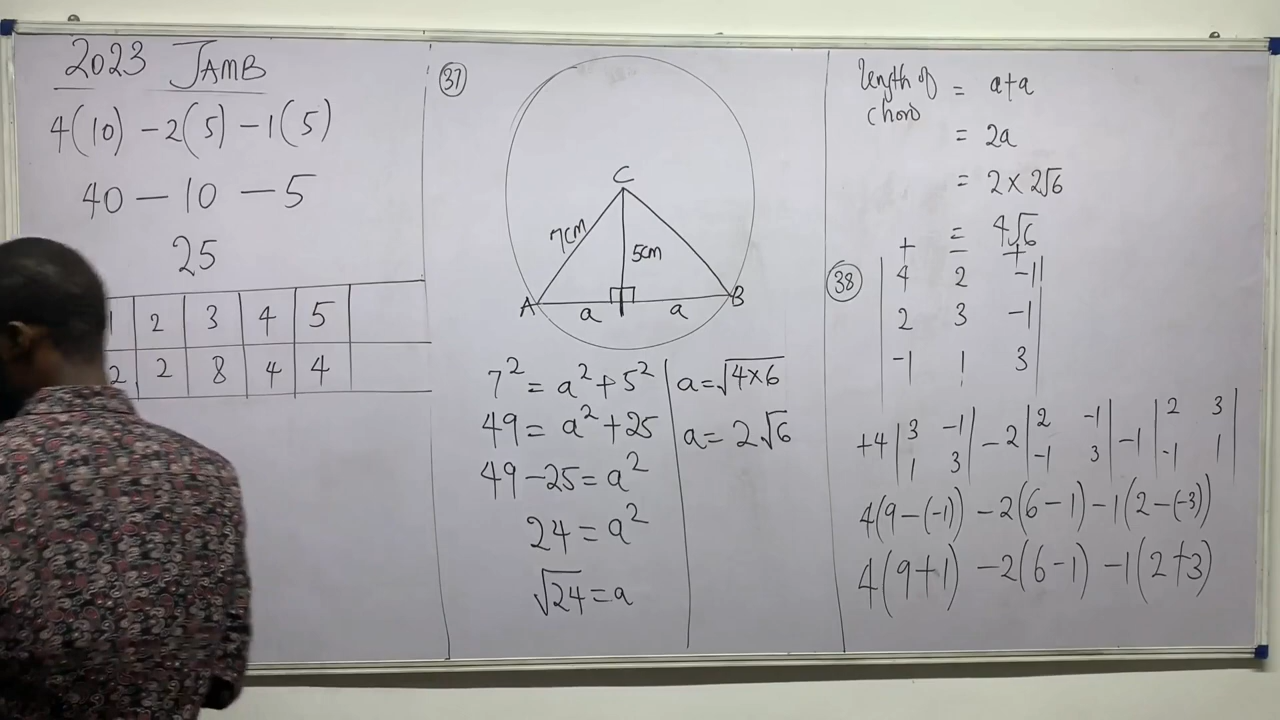 2023 JAMB
4(10) -2(5) -1(5)
40 - 10 - 5
25
1 2 3 4 5
2 2 8 4 4
37
C
7cm
5cm
A a a B
7² = a² + 5²
49 = a² + 25
49 - 25 = a²
24 = a²
√24 = a
a = √4×6
a = 2√6
length of chord = a+a
= 2a
= 2 × 2√6
= 4√6
+ - +
38
4 2 -1
2 3 -1
-1 1 3
+4 |3 -1| -2 |2 -1| -1 |2 3|
|1 3| |-1 3| |-1 1|
4(9-(-1)) -2(6-1) -1(2-(-3))
4(9+1) -2(6-1) -1(2+3)